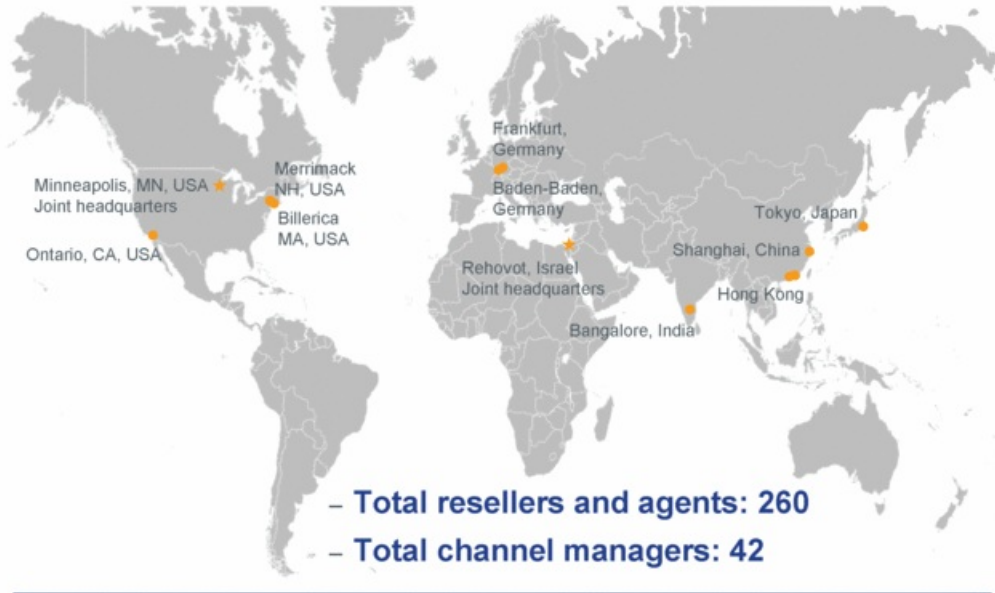 Frankfurt,
Germany
Merrimack
NH, USA
Minneapolis, MN, USA
Joint headquarters
Baden-Baden,
Germany
Billerica
MA, USA
Tokyo, Japan
Ontario, CA, USA
Shanghai, China
Rehovot, Israel
Joint headquarters
Hong Kong
Bangalore, India
– Total resellers and agents: 260
– Total channel managers: 42